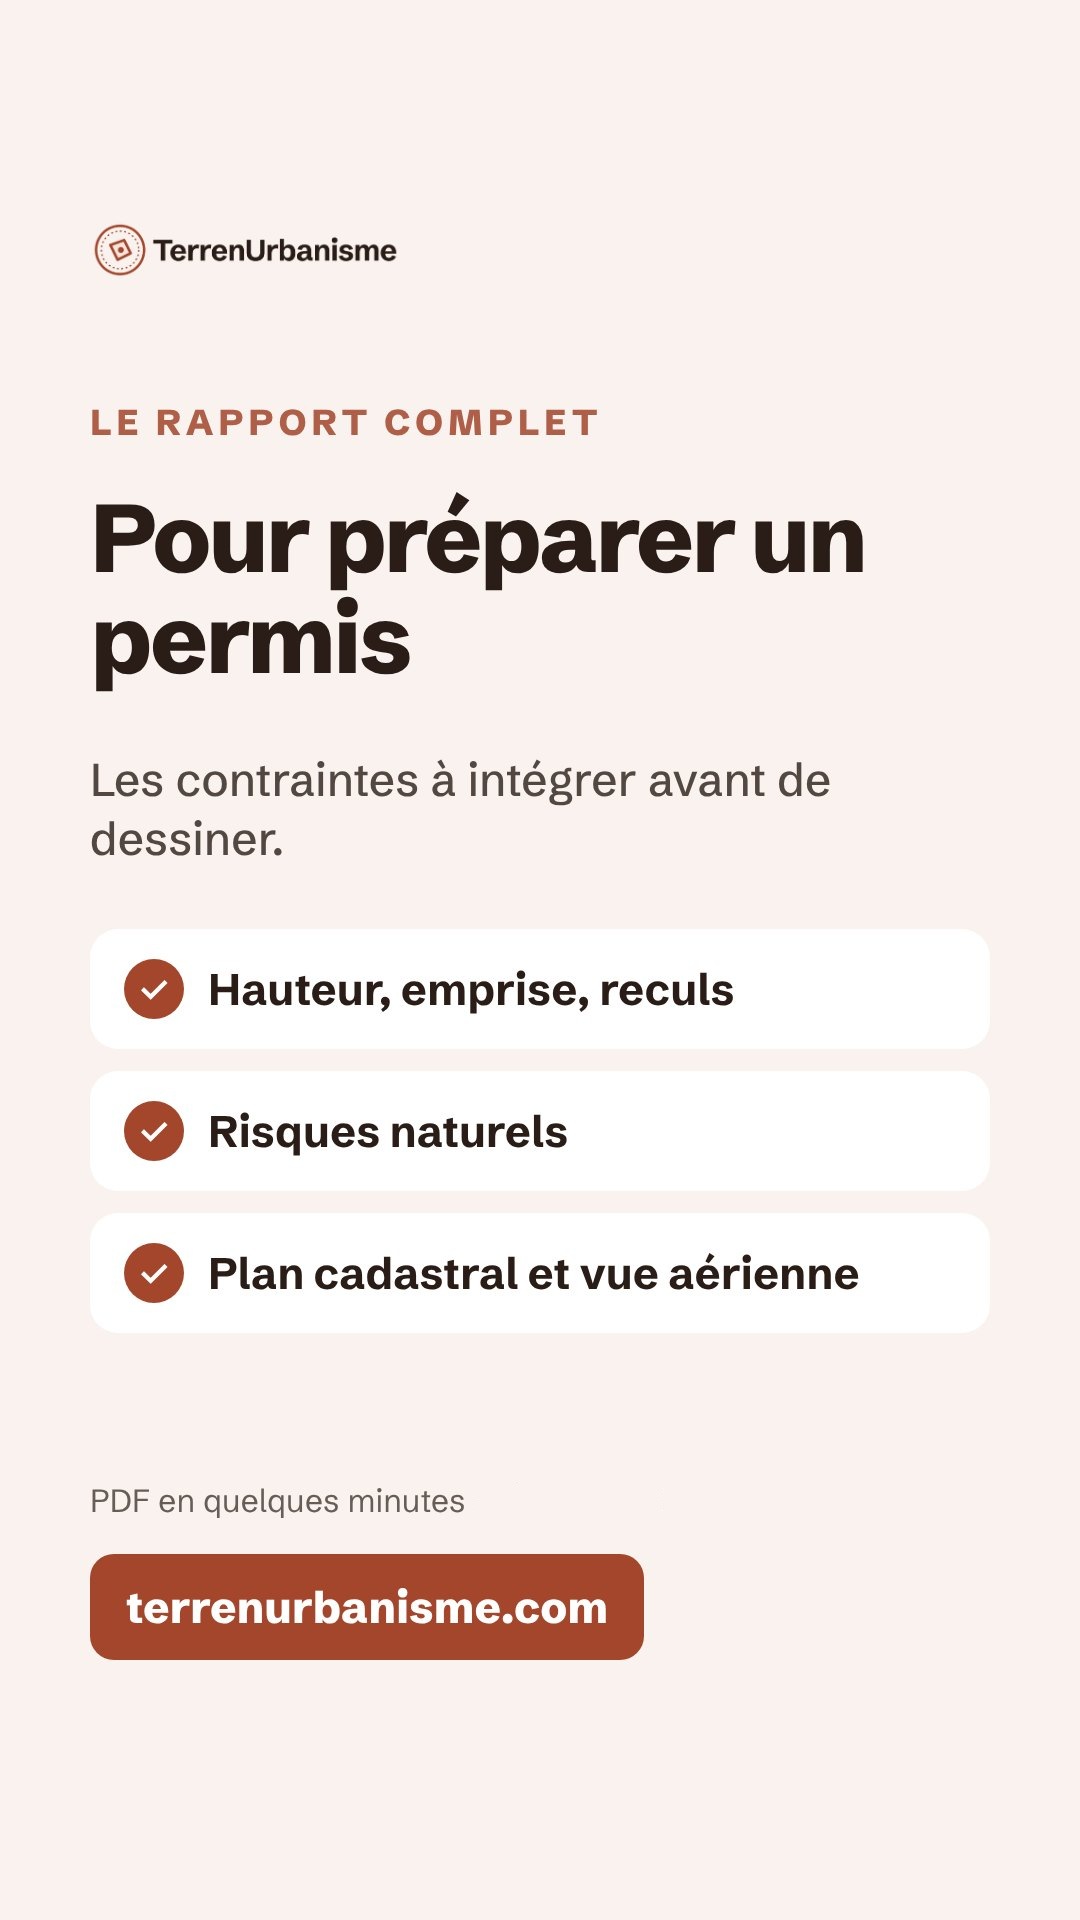 TerrenUrbanisme
LE RAPPORT COMPLET
Pour préparer un
permis
Les contraintes à intégrer avant de
dessiner.
Hauteur, emprise, reculs
Risques naturels
Plan cadastral et vue aérienne
PDF en quelques minutes
terrenurbanisme.com